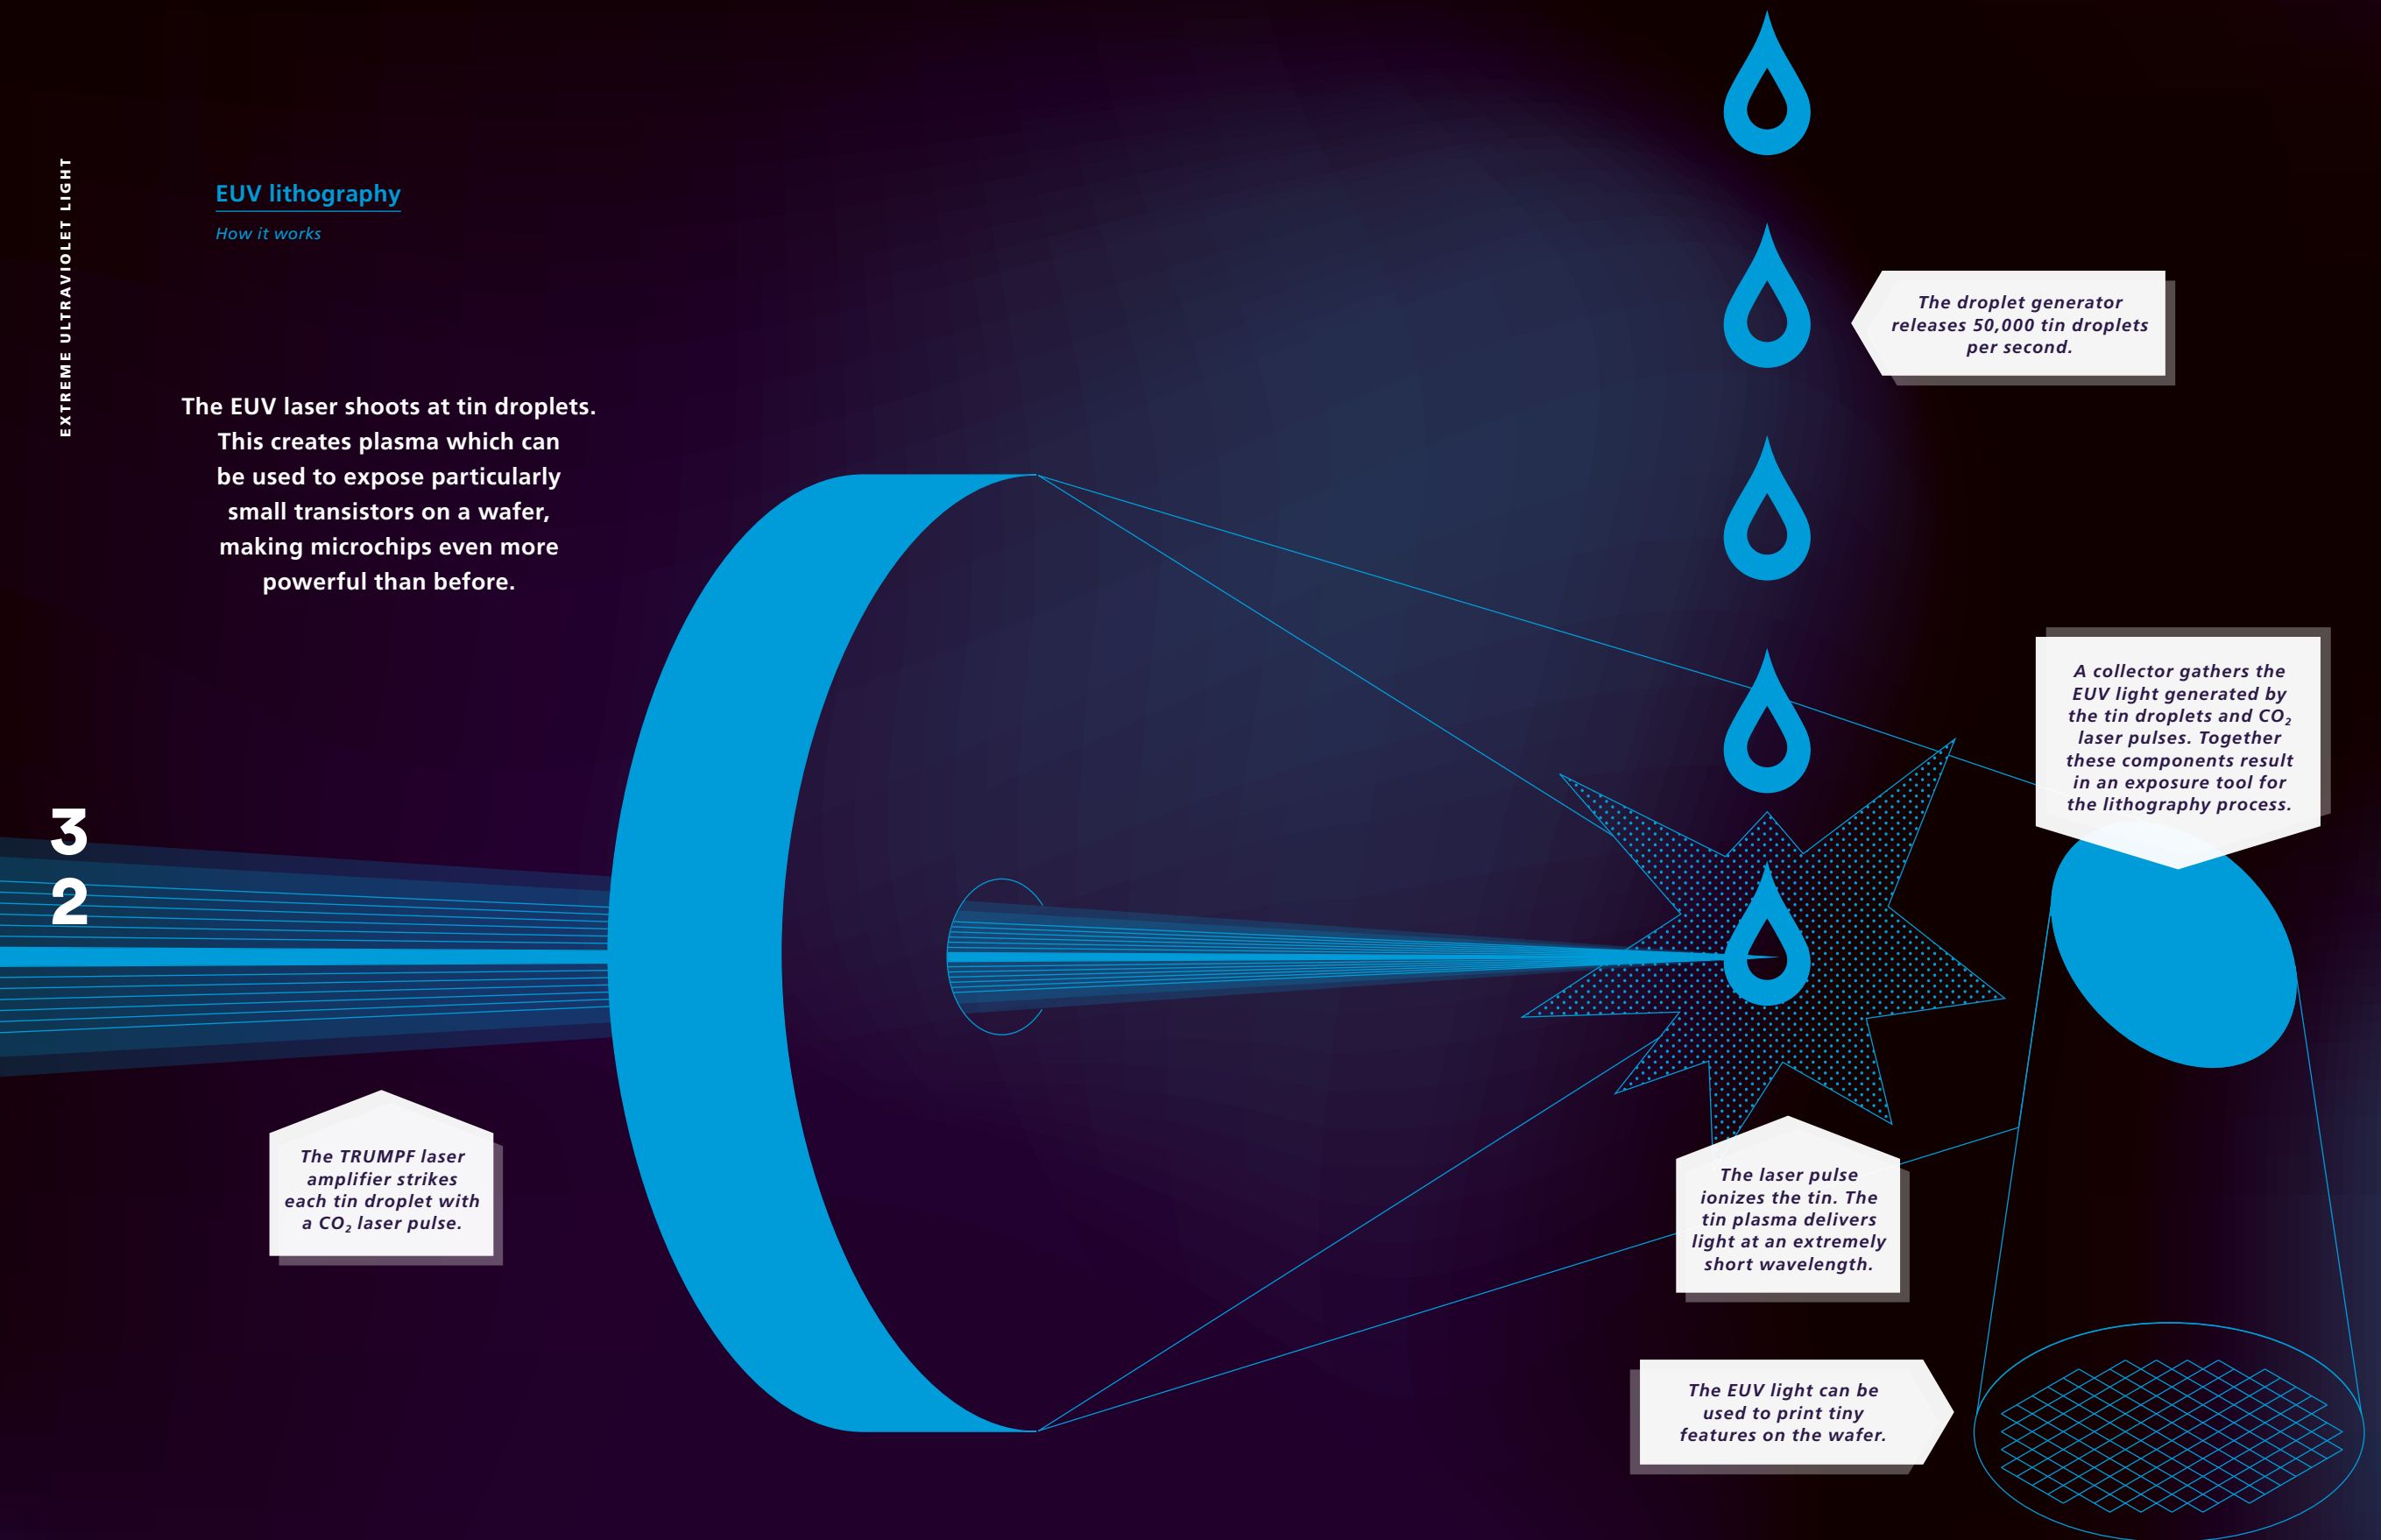 EXTREME ULTRAVIOLET LIGHT
EUV lithography
How it works
The EUV laser shoots at tin droplets.
This creates plasma which can
be used to expose particularly
small transistors on a wafer,
making microchips even more
powerful than before.
The droplet generator
releases 50,000 tin droplets
per second.
A collector gathers the
EUV light generated by
the tin droplets and CO₂
laser pulses. Together
these components result
in an exposure tool for
the lithography process.
3
2
The TRUMPF laser
amplifier strikes
each tin droplet with
a CO₂ laser pulse.
The laser pulse
ionizes the tin. The
tin plasma delivers
light at an extremely
short wavelength.
The EUV light can be
used to print tiny
features on the wafer.